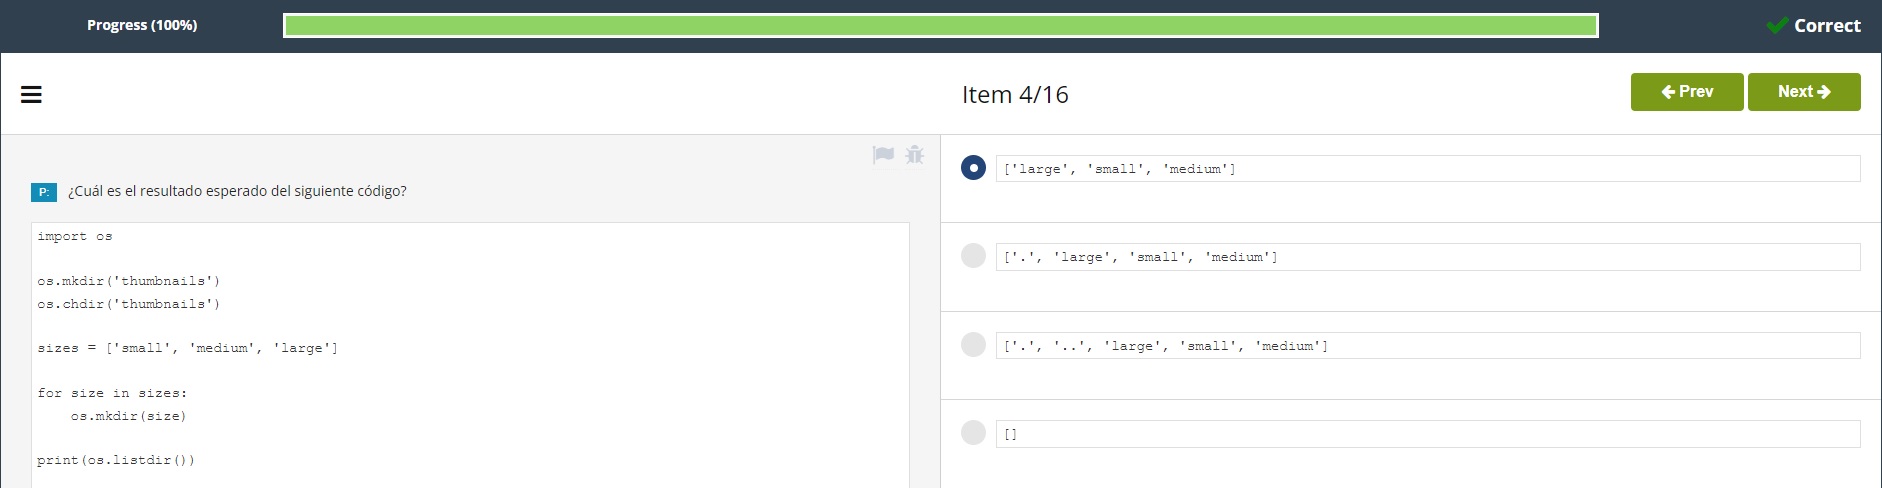 Progress (100%)
Correct
Item 4/16
Prev
Next
P:
¿Cuál es el resultado esperado del siguiente código?
import os
os.mkdir('thumbnails')
os.chdir('thumbnails')
sizes = ['small', 'medium', 'large']
for size in sizes:
    os.mkdir(size)
print(os.listdir())
['large', 'small', 'medium']
['.', 'large', 'small', 'medium']
['.', '..', 'large', 'small', 'medium']
[]